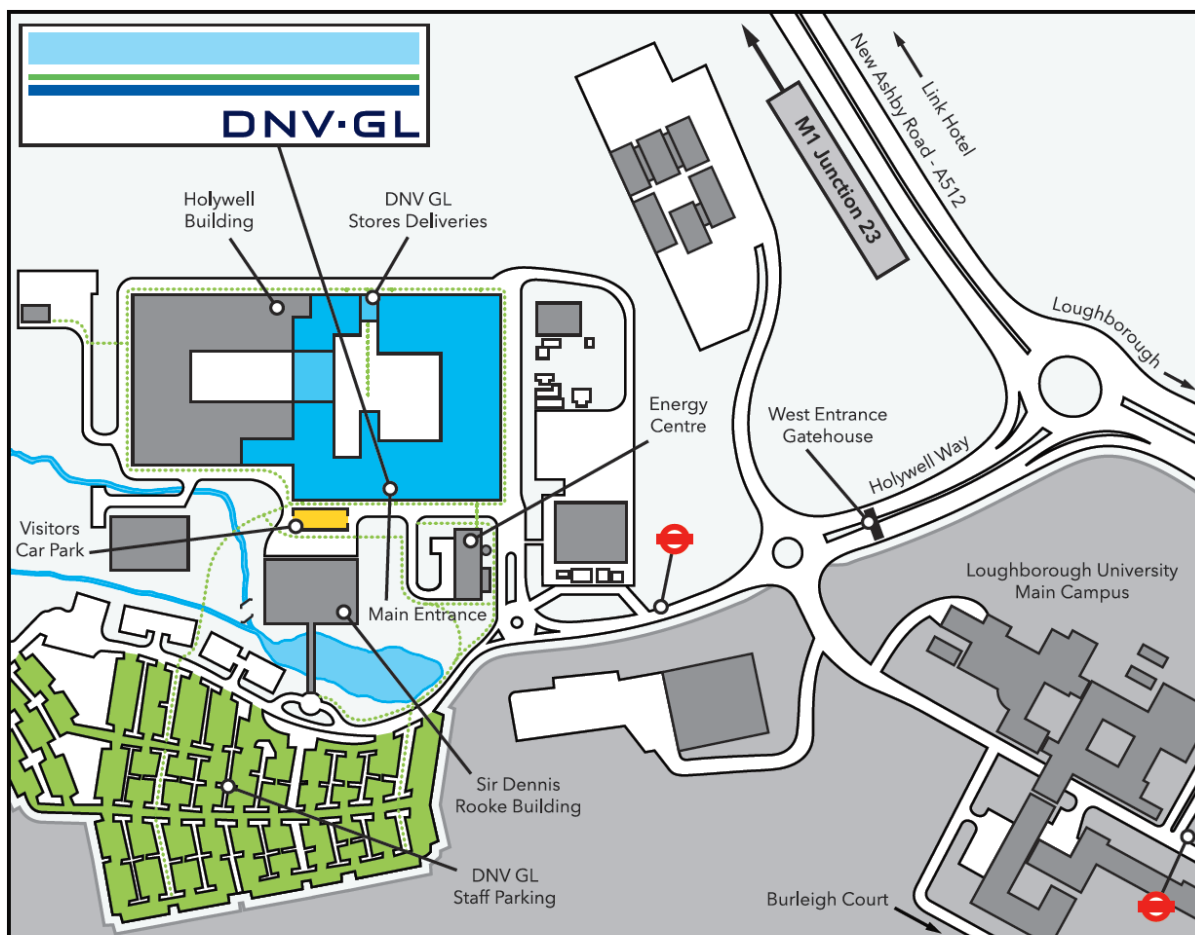 DNV·GL
Holywell
Building
DNV GL
Stores Deliveries
M1 Junction 23
New Ashby Road - A512
Link Hotel
Loughborough
Energy
Centre
West Entrance
Gatehouse
Holywell Way
Visitors
Car Park
Main Entrance
Loughborough University
Main Campus
Sir Dennis
Rooke Building
DNV GL
Staff Parking
Burleigh Court